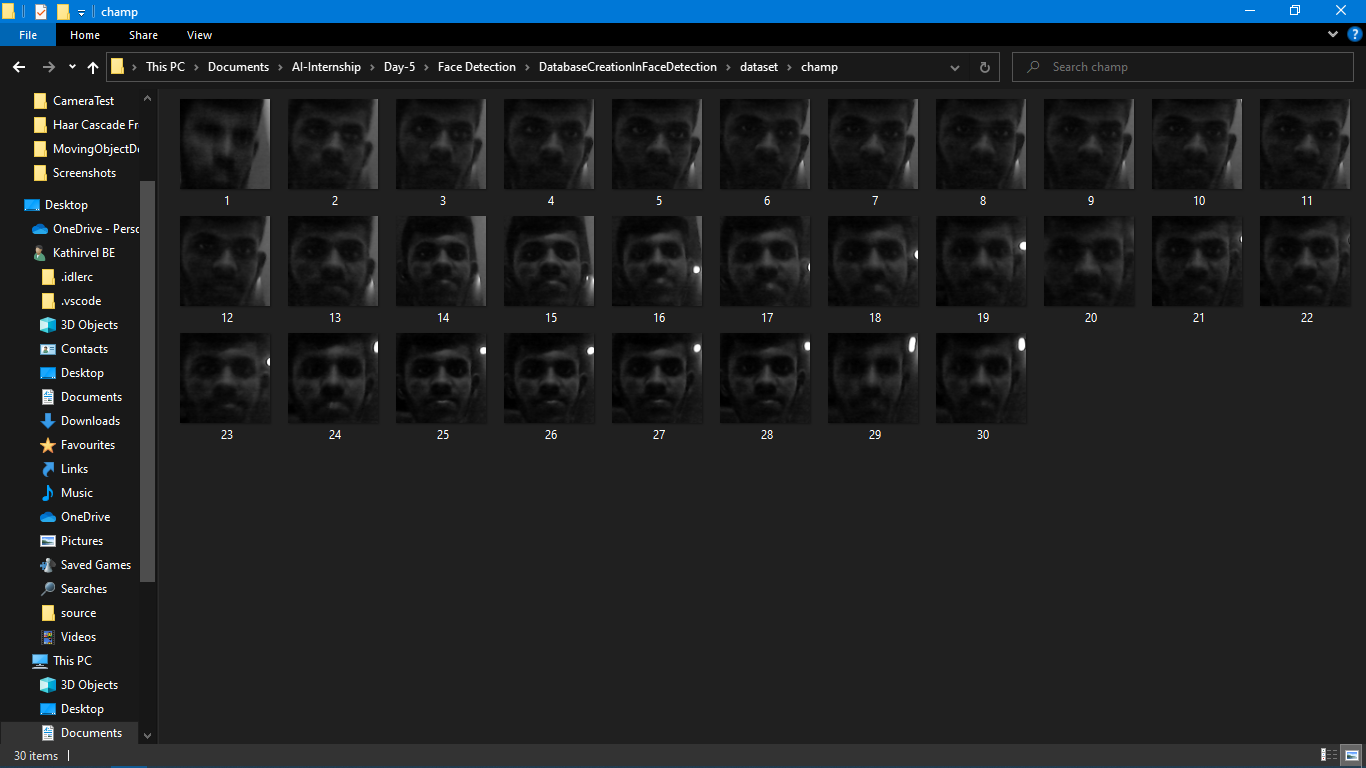 champ
File Home Share View
This PC Documents AI-Internship Day-5 Face Detection DatabaseCreationInFaceDetection dataset champ
Search champ
CameraTest
Haar Cascade Fr
MovingObjectDe
Screenshots
Desktop
OneDrive - Perso
Kathirvel BE
.idlerc
.vscode
3D Objects
Contacts
Desktop
Documents
Downloads
Favourites
Links
Music
OneDrive
Pictures
Saved Games
Searches
source
Videos
This PC
3D Objects
Desktop
Documents
1 2 3 4 5 6 7 8 9 10 11
12 13 14 15 16 17 18 19 20 21 22
23 24 25 26 27 28 29 30
30 items